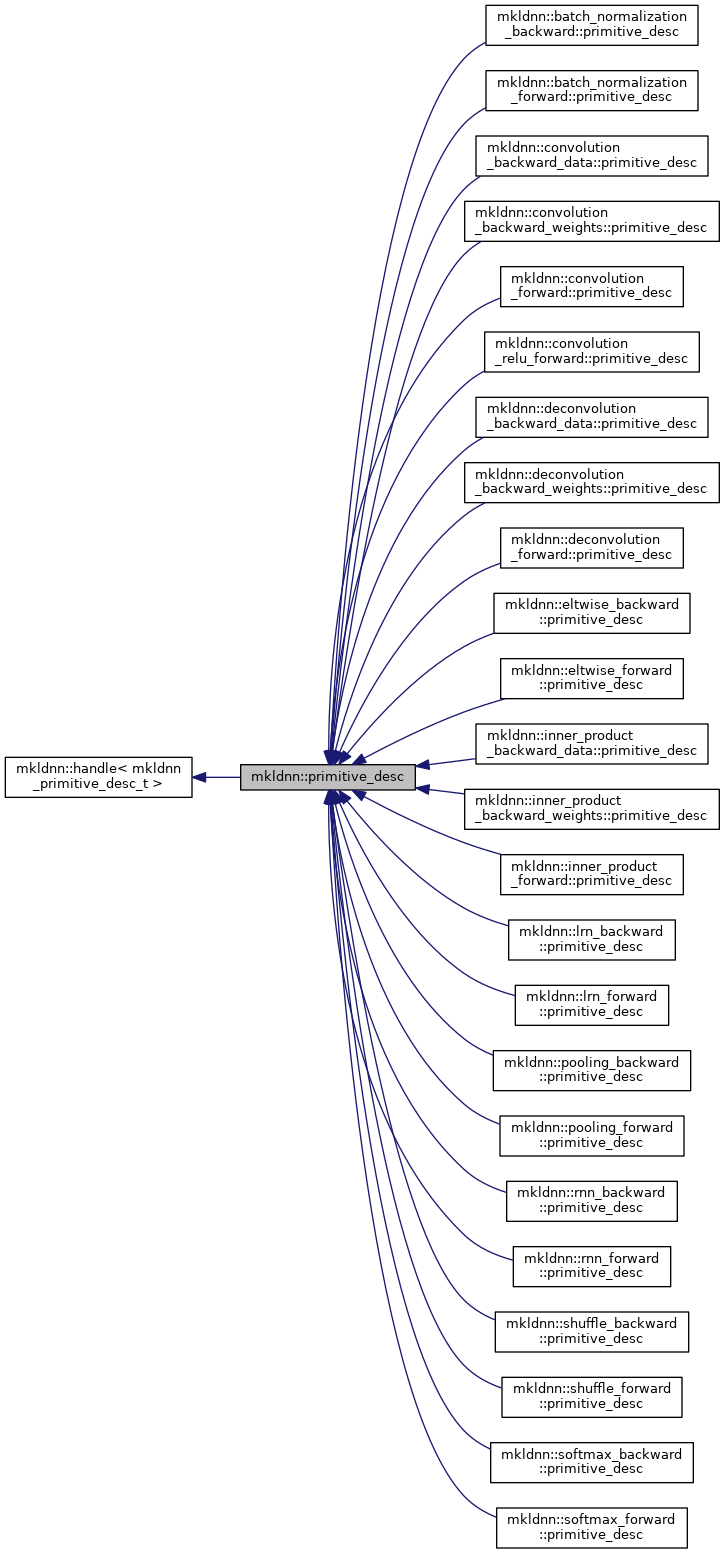 mkldnn::batch_normalization
_backward::primitive_desc
mkldnn::batch_normalization
_forward::primitive_desc
mkldnn::convolution
_backward_data::primitive_desc
mkldnn::convolution
_backward_weights::primitive_desc
mkldnn::convolution
_forward::primitive_desc
mkldnn::convolution
_relu_forward::primitive_desc
mkldnn::deconvolution
_backward_data::primitive_desc
mkldnn::deconvolution
_backward_weights::primitive_desc
mkldnn::deconvolution
_forward::primitive_desc
mkldnn::eltwise_backward
::primitive_desc
mkldnn::eltwise_forward
::primitive_desc
mkldnn::inner_product
_backward_data::primitive_desc
mkldnn::handle< mkldnn
_primitive_desc_t >
mkldnn::primitive_desc
mkldnn::inner_product
_backward_weights::primitive_desc
mkldnn::inner_product
_forward::primitive_desc
mkldnn::lrn_backward
::primitive_desc
mkldnn::lrn_forward
::primitive_desc
mkldnn::pooling_backward
::primitive_desc
mkldnn::pooling_forward
::primitive_desc
mkldnn::rnn_backward
::primitive_desc
mkldnn::rnn_forward
::primitive_desc
mkldnn::shuffle_backward
::primitive_desc
mkldnn::shuffle_forward
::primitive_desc
mkldnn::softmax_backward
::primitive_desc
mkldnn::softmax_forward
::primitive_desc